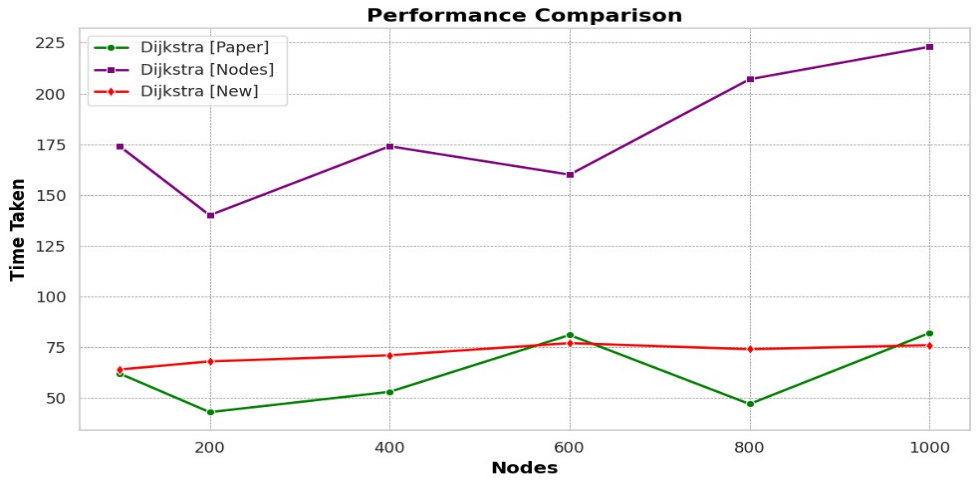 Performance Comparison
Dijkstra [Paper]
Dijkstra [Nodes]
Dijkstra [New]
225
200
175
150
125
100
75
50
Time Taken
200 400 600 800 1000
Nodes